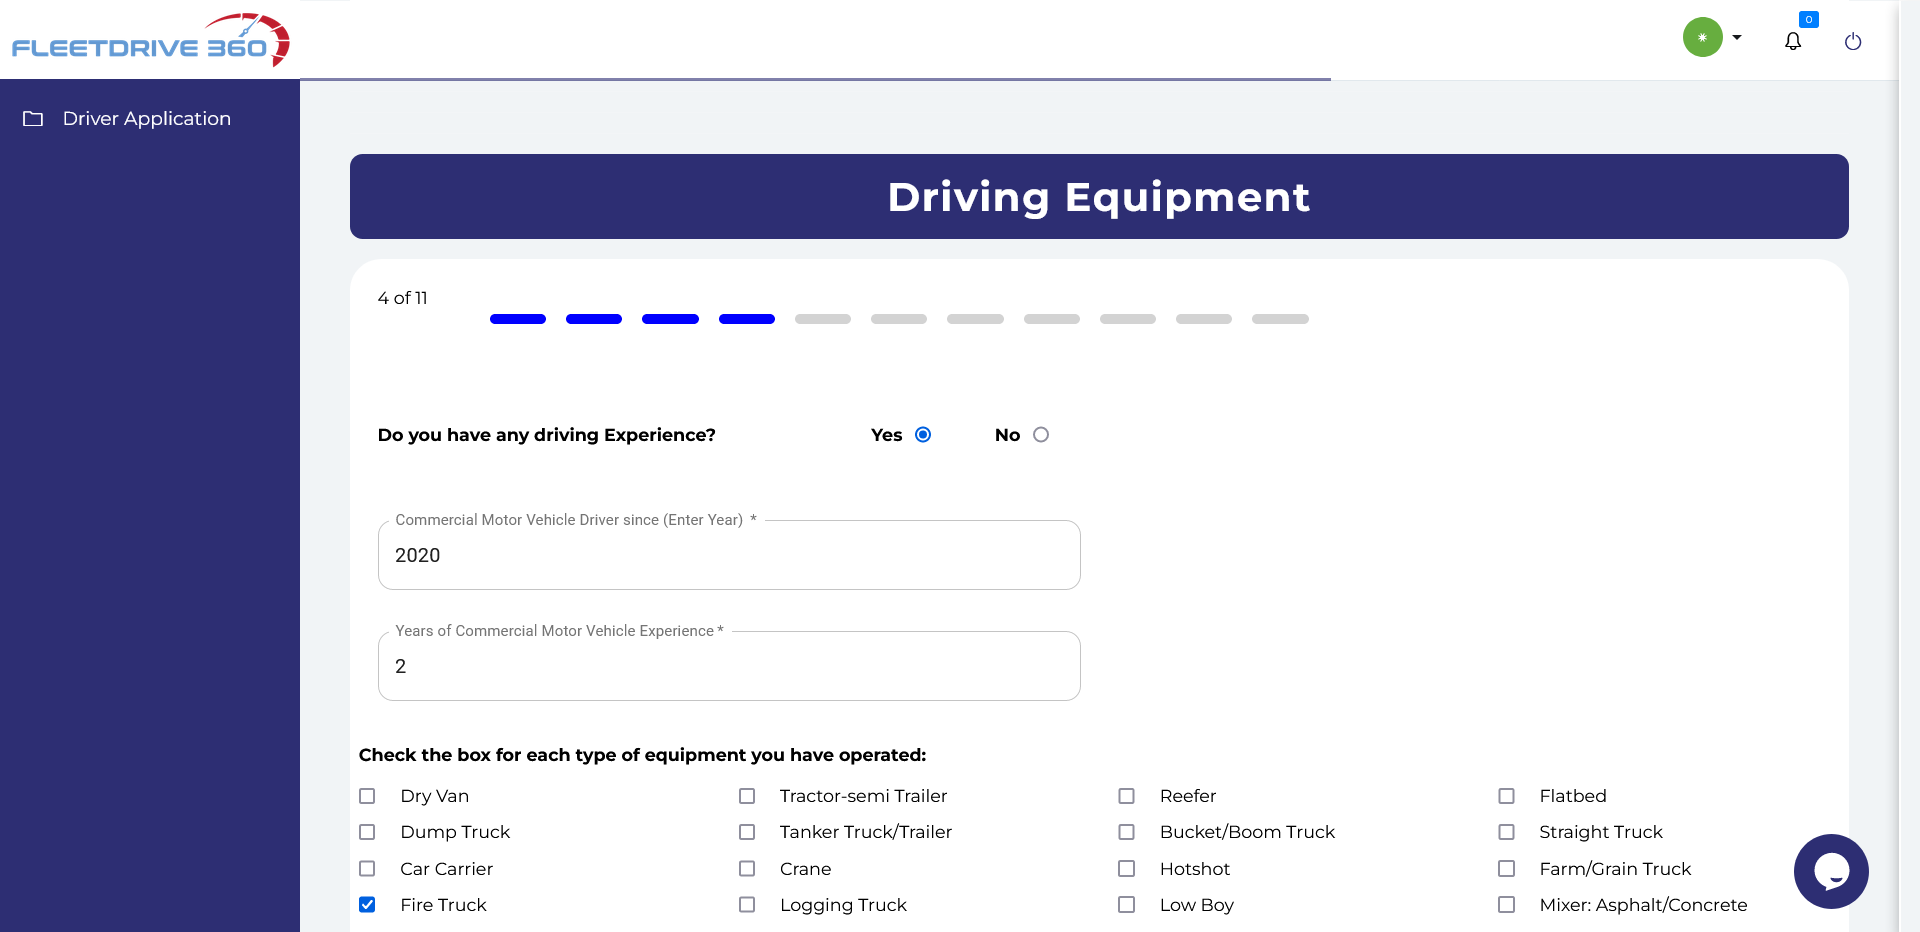 FLEETDRIVE 360
0
Driver Application
Driving Equipment
4 of 11
Do you have any driving Experience? Yes No
Commercial Motor Vehicle Driver since (Enter Year) *
2020
Years of Commercial Motor Vehicle Experience *
2
Check the box for each type of equipment you have operated:
Dry Van Tractor-semi Trailer Reefer Flatbed
Dump Truck Tanker Truck/Trailer Bucket/Boom Truck Straight Truck
Car Carrier Crane Hotshot Farm/Grain Truck
Fire Truck Logging Truck Low Boy Mixer: Asphalt/Concrete